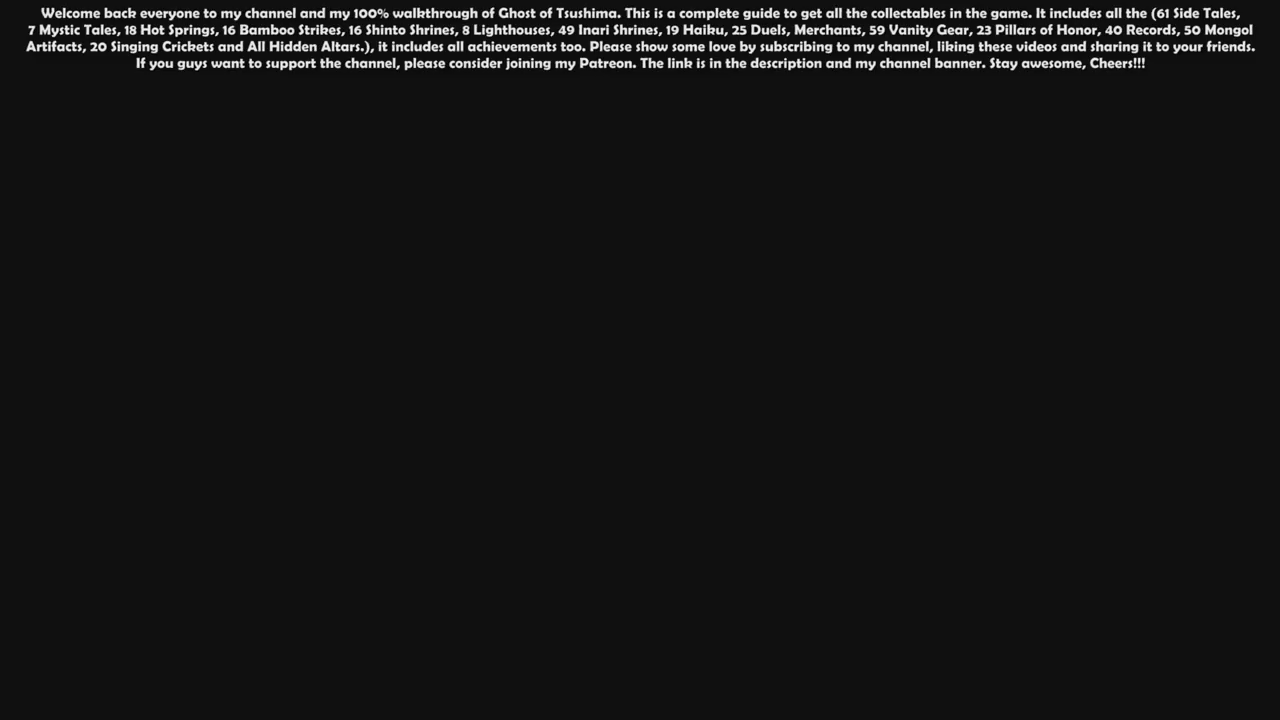 Welcome back everyone to my channel and my 100% walkthrough of Ghost of Tsushima. This is a complete guide to get all the collectables in the game. It includes all the (61 Side Tales,
7 Mystic Tales, 18 Hot Springs, 16 Bamboo Strikes, 16 Shinto Shrines, 8 Lighthouses, 49 Inari Shrines, 19 Haiku, 25 Duels, Merchants, 59 Vanity Gear, 23 Pillars of Honor, 40 Records, 50 Mongol
Artifacts, 20 Singing Crickets and All Hidden Altars.), it includes all achievements too. Please show some love by subscribing to my channel, liking these videos and sharing it to your friends.
If you guys want to support the channel, please consider joining my Patreon. The link is in the description and my channel banner. Stay awesome, Cheers!!!